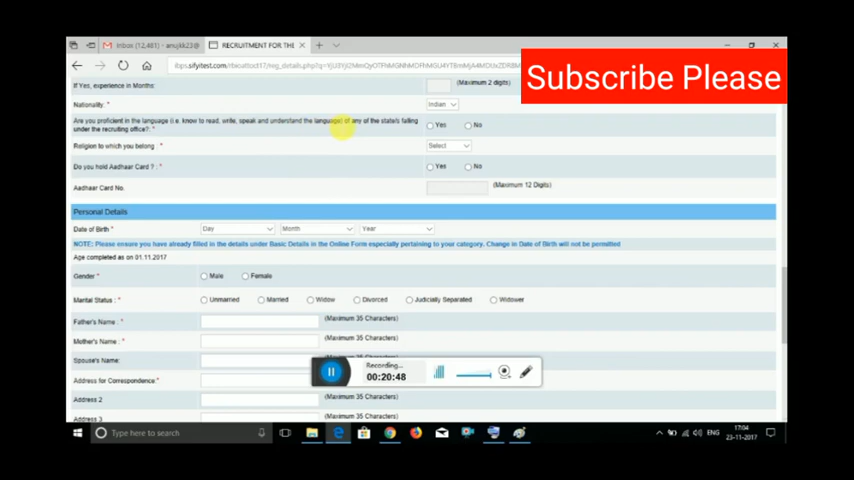 Inbox (12,481) - anujkk23@
RECRUITMENT FOR THE
Subscribe Please
If Yes, experience in Months:
(Maximum 2 digits)
Nationality: *
Indian
Are you proficient in the language (i.e. know to read, write, speak and understand the language) of any of the state/s falling
under the recruiting office?: *
Yes
No
Religion to which you belong : *
Select
Do you hold Aadhaar Card ? : *
Yes
No
Aadhaar Card No.
(Maximum 12 Digits)
Personal Details
Date of Birth *
Day
Month
Year
NOTE: Please ensure you have already filled in the details under Basic Details in the Online Form especially pertaining to your category. Change in Date of Birth will not be permitted
Age completed as on 01.11.2017
Gender *
Male
Female
Marital Status : *
Unmarried
Married
Widow
Divorced
Judicially Separated
Widower
Father's Name : *
(Maximum 35 Characters)
Mother's Name : *
(Maximum 35 Characters)
Spouse's Name:
Recording...
00:20:48
Address for Correspondence:*
Address 2
(Maximum 35 Characters)
Address 3
(Maximum 35 Characters)
Type here to search
ENG
17:04
23-11-2017